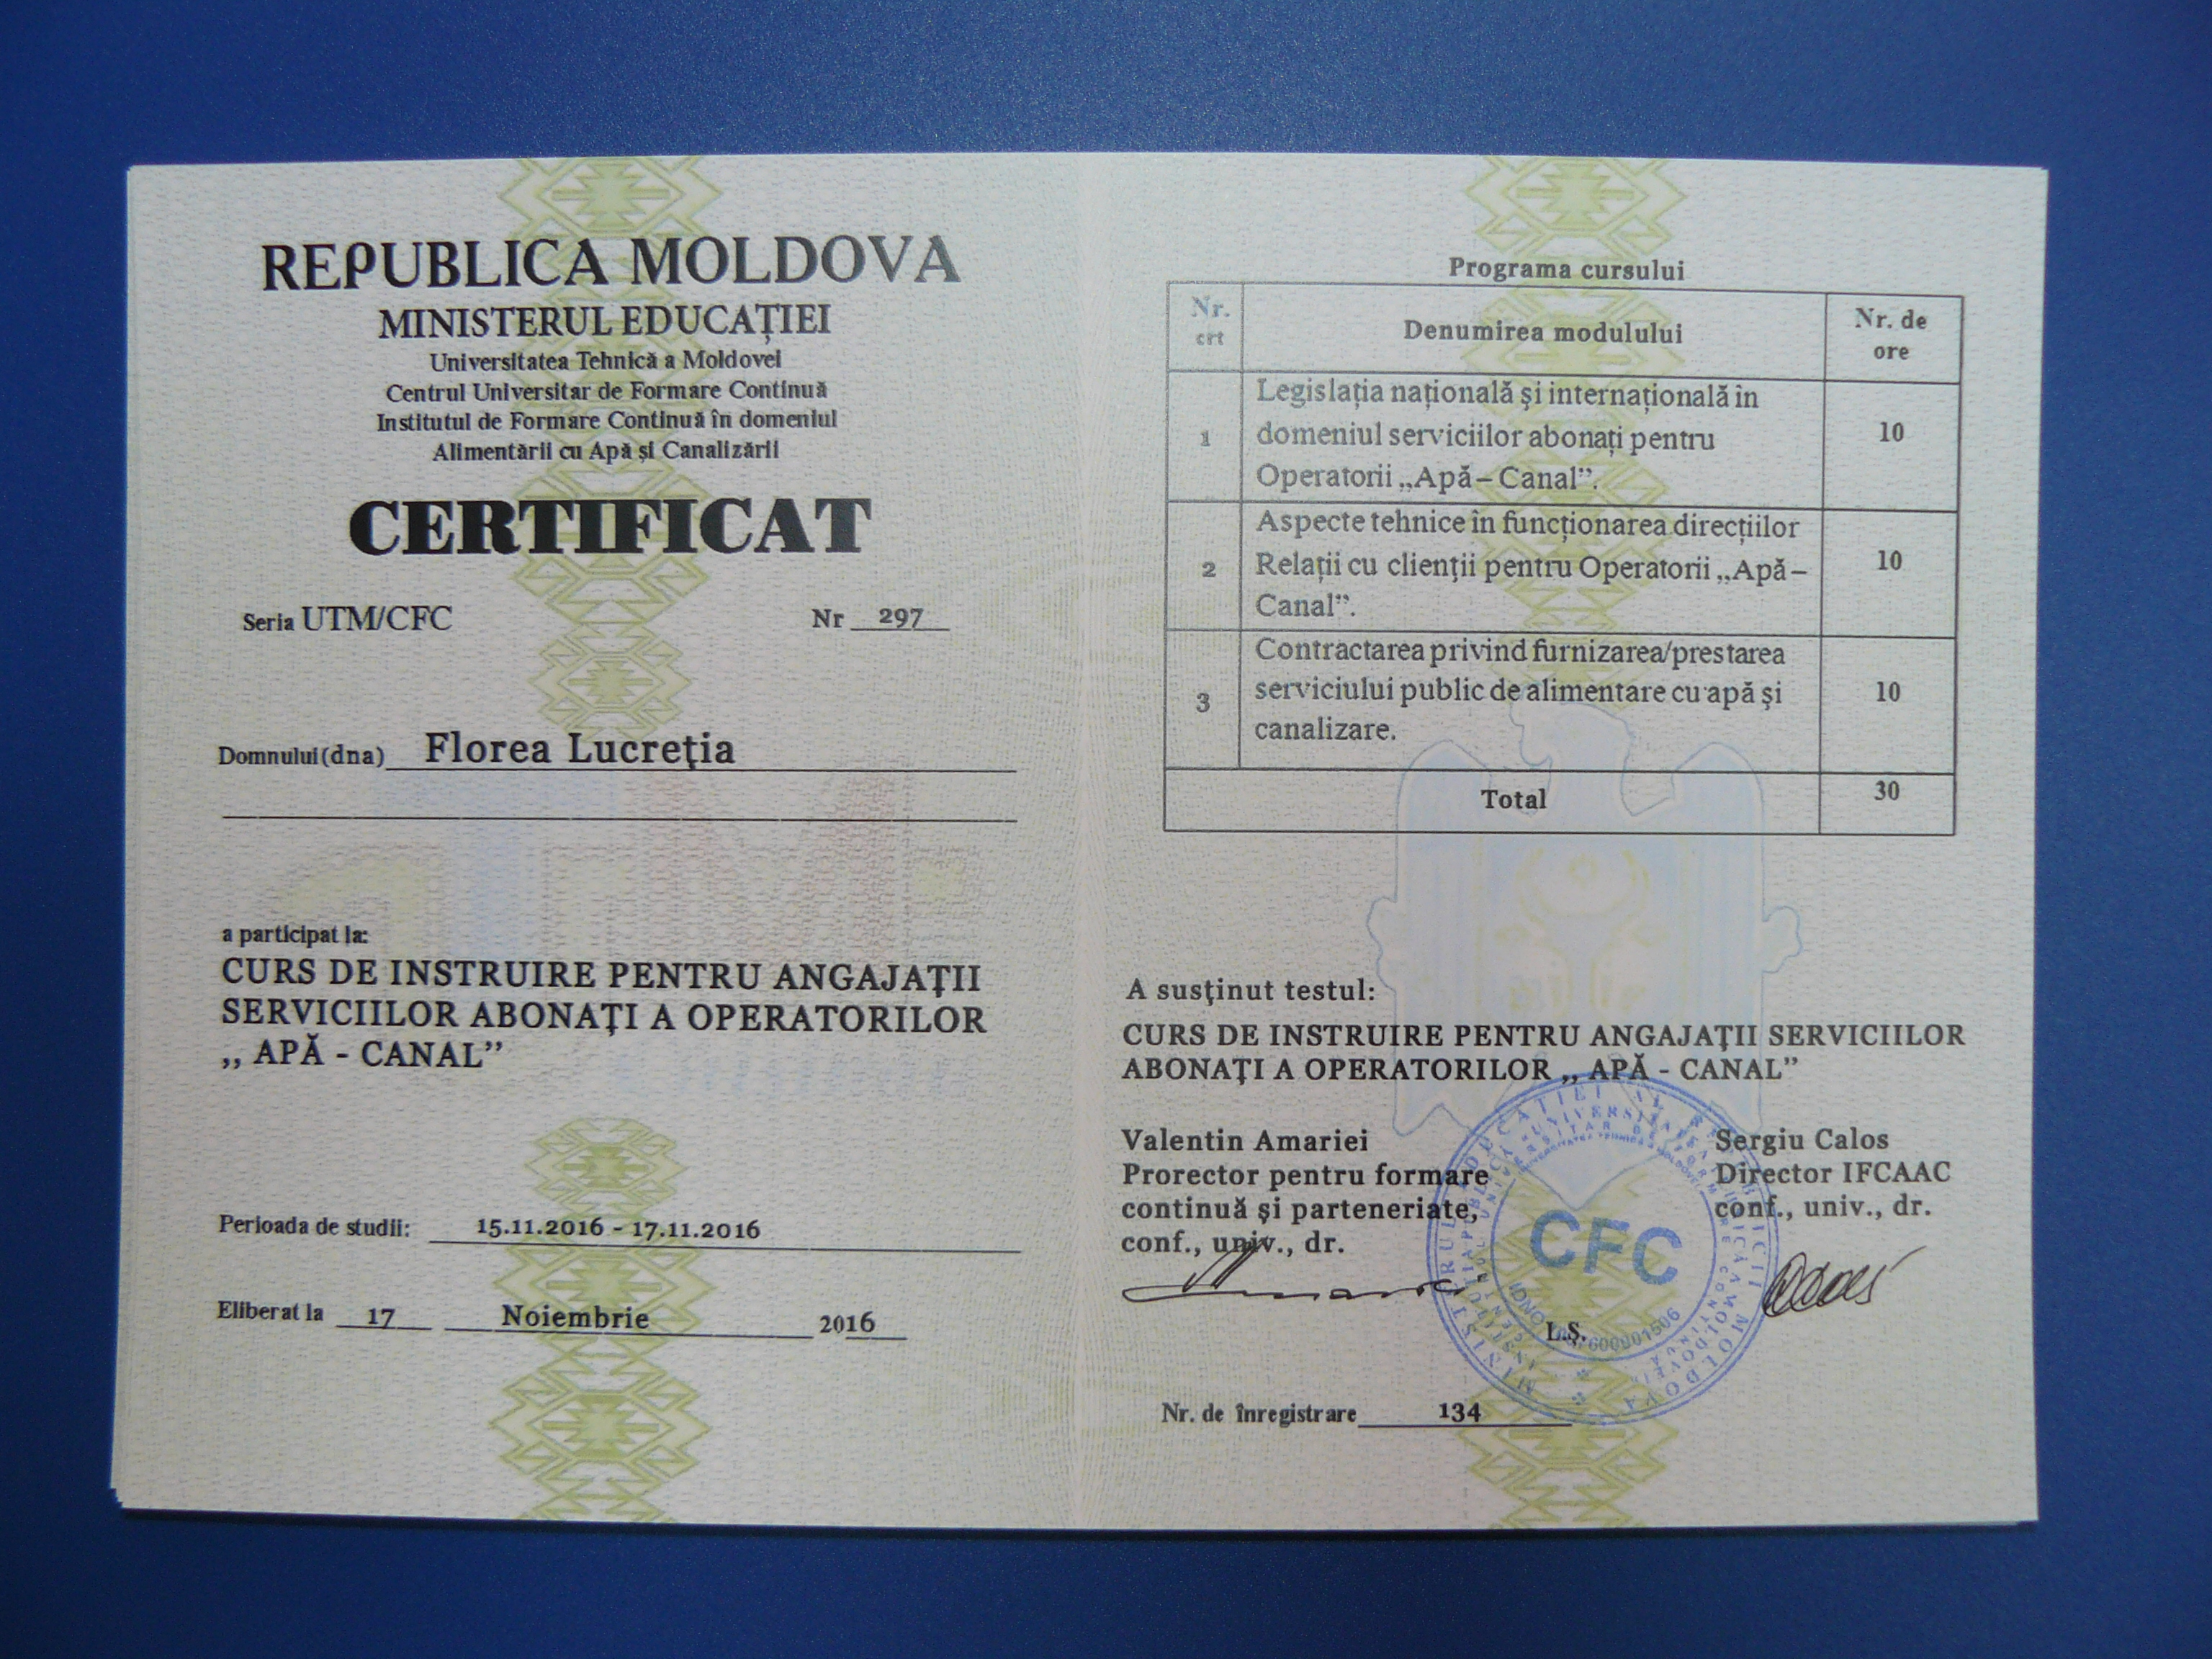 REPUBLICA MOLDOVA
MINISTERUL EDUCAȚIEI
Universitatea Tehnică a Moldovei
Centrul Universitar de Formare Continuă
Institutul de Formare Continuă în domeniul
Alimentării cu Apă și Canalizării
CERTIFICAT
Seria UTM/CFC Nr 297
Domnului(dna) Florea Lucreţia
a participat la:
CURS DE INSTRUIRE PENTRU ANGAJAŢII
SERVICIILOR ABONAŢI A OPERATORILOR
,, APĂ - CANAL”
Perioada de studii: 15.11.2016 - 17.11.2016
Eliberat la 17 Noiembrie 2016
Programa cursului
Nr. crt Denumirea modulului Nr. de ore
1 Legislația națională și internațională în
domeniul serviciilor abonați pentru
Operatorii „Apă – Canal”.
10
2 Aspecte tehnice în funcționarea direcțiilor
Relații cu clienții pentru Operatorii „Apă –
Canal”.
10
3 Contractarea privind furnizarea/prestarea
serviciului public de alimentare cu apă și
canalizare.
10
Total 30
A susţinut testul:
CURS DE INSTRUIRE PENTRU ANGAJAŢII SERVICIILOR
ABONAŢI A OPERATORILOR ,, APĂ - CANAL”
Valentin Amariei
Prorector pentru formare
continuă şi parteneriate,
conf., univ., dr.
Sergiu Calos
Director IFCAAC
conf., univ., dr.
CFC
L.Ş.
Nr. de înregistrare 134